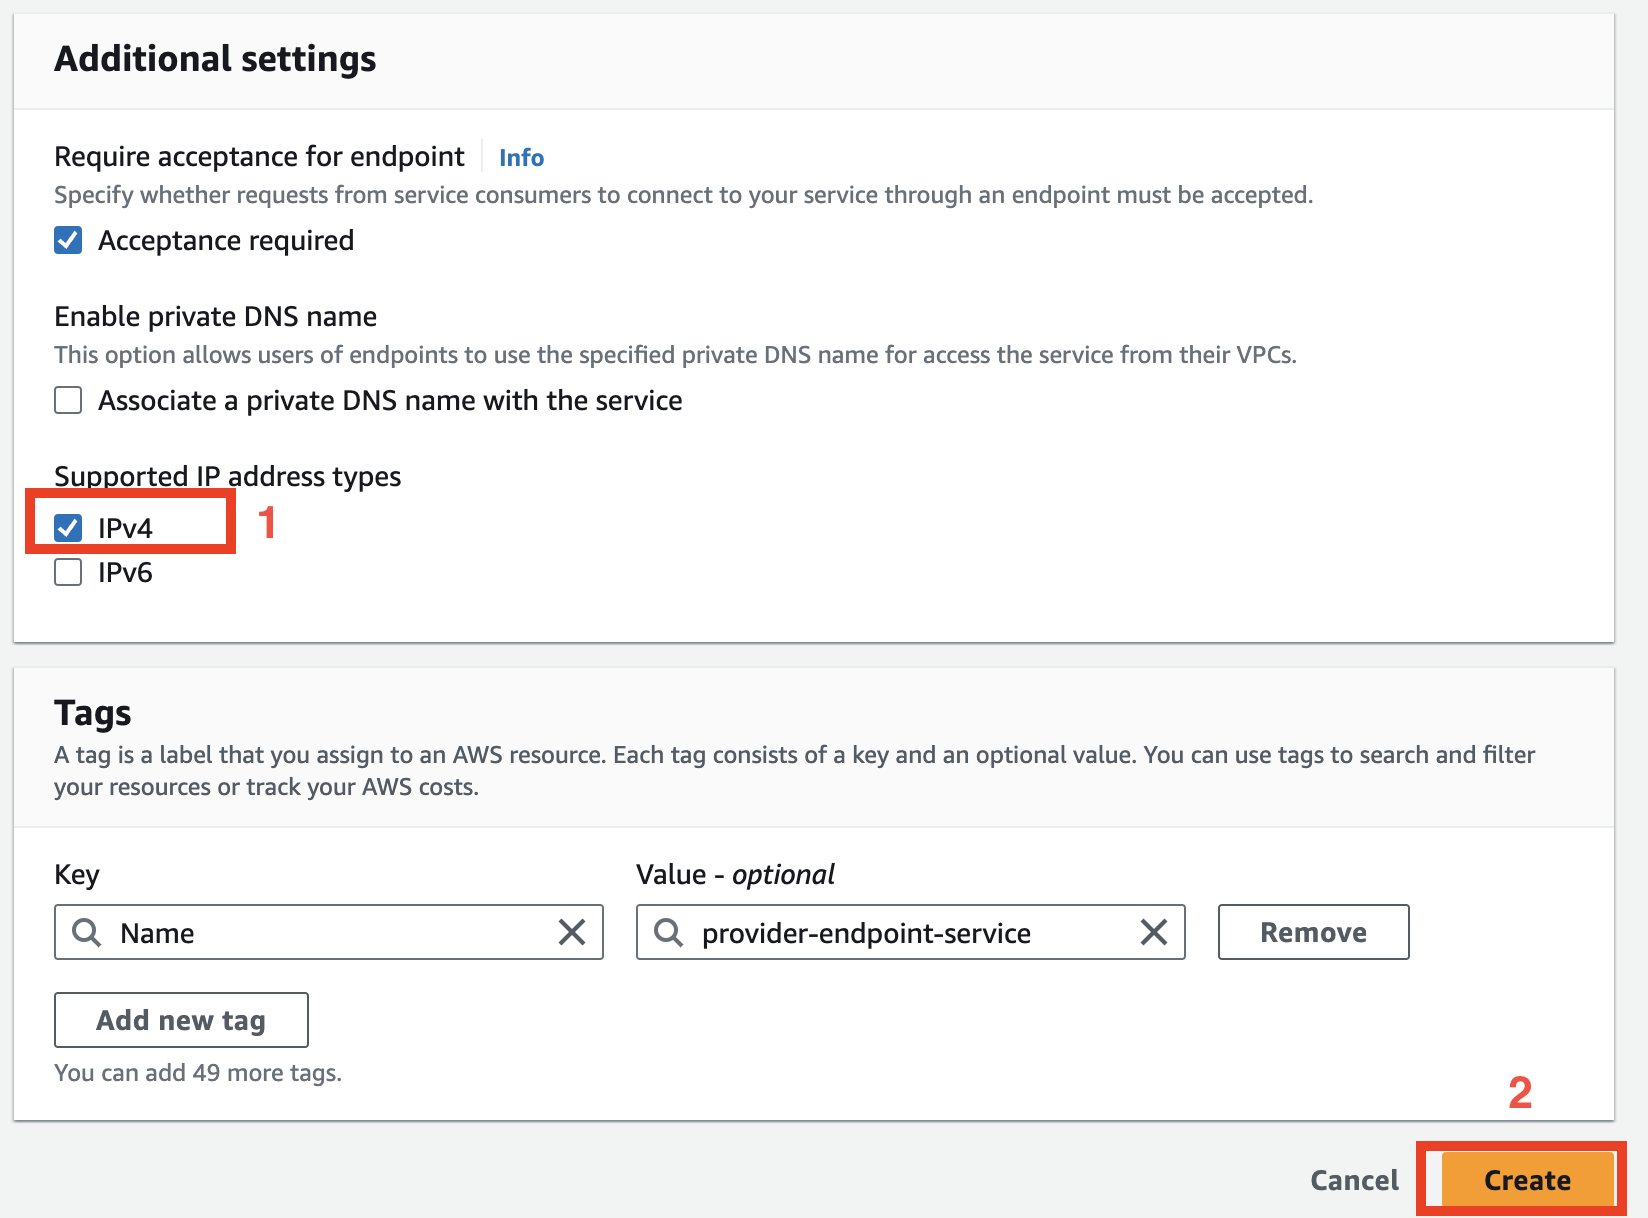 Additional settings
Require acceptance for endpoint Info
Specify whether requests from service consumers to connect to your service through an endpoint must be accepted.
Acceptance required
Enable private DNS name
This option allows users of endpoints to use the specified private DNS name for access the service from their VPCs.
Associate a private DNS name with the service
Supported IP address types
IPv4 1
IPv6
Tags
A tag is a label that you assign to an AWS resource. Each tag consists of a key and an optional value. You can use tags to search and filter
your resources or track your AWS costs.
Key Value - optional
Name provider-endpoint-service Remove
Add new tag
You can add 49 more tags.
2
Cancel Create